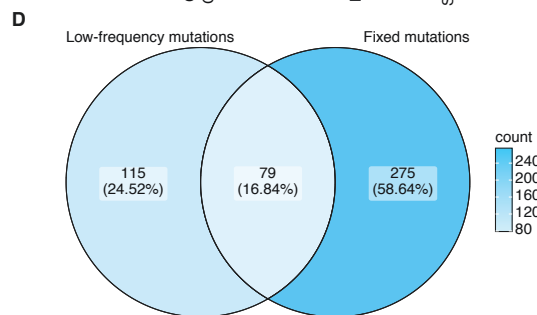 D
Low-frequency mutations
Fixed mutations
115
(24.52%)
79
(16.84%)
275
(58.64%)
count
240
200
160
120
80